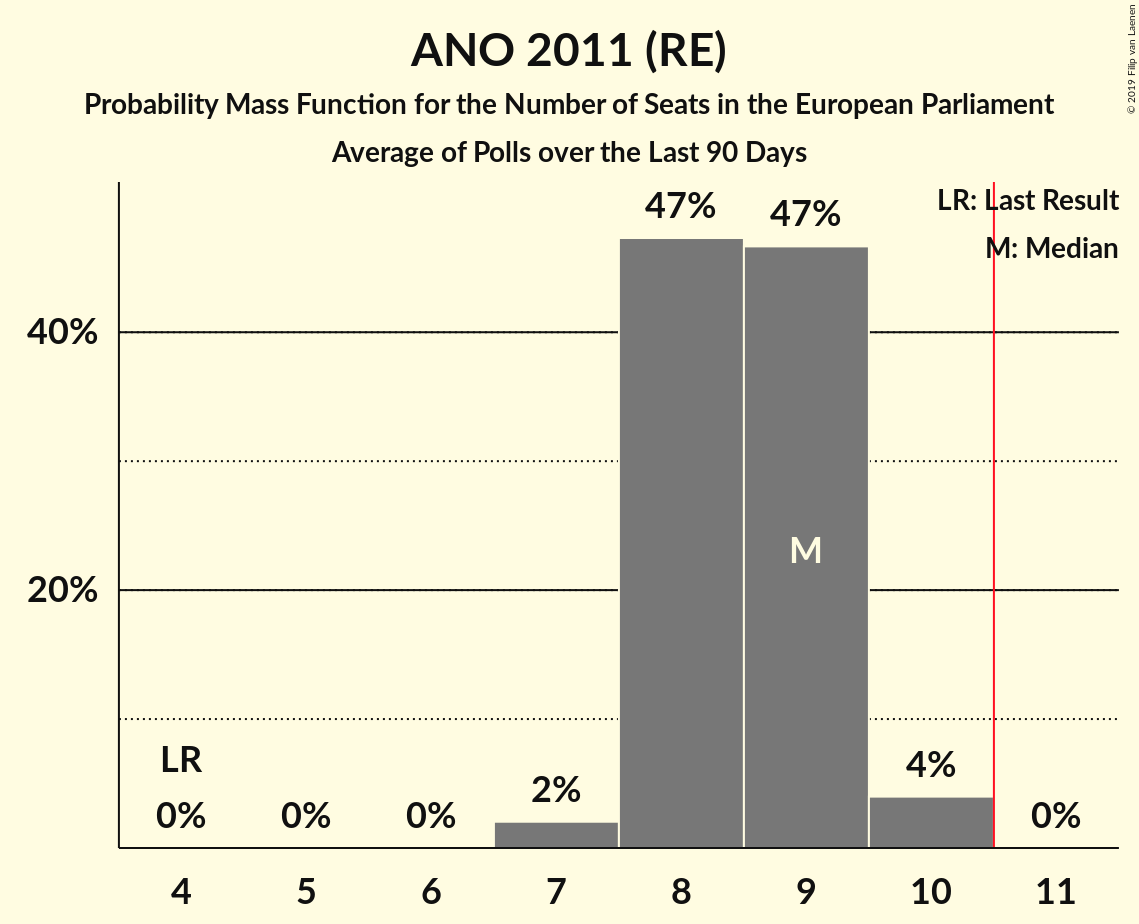 ANO 2011 (RE)
Probability Mass Function for the Number of Seats in the European Parliament
Average of Polls over the Last 90 Days
© 2019 Filip van Laenen
LR: Last Result
M: Median
47%
47%
40%
M
20%
LR
0%
0%
0%
2%
4%
0%
4
5
6
7
8
9
10
11